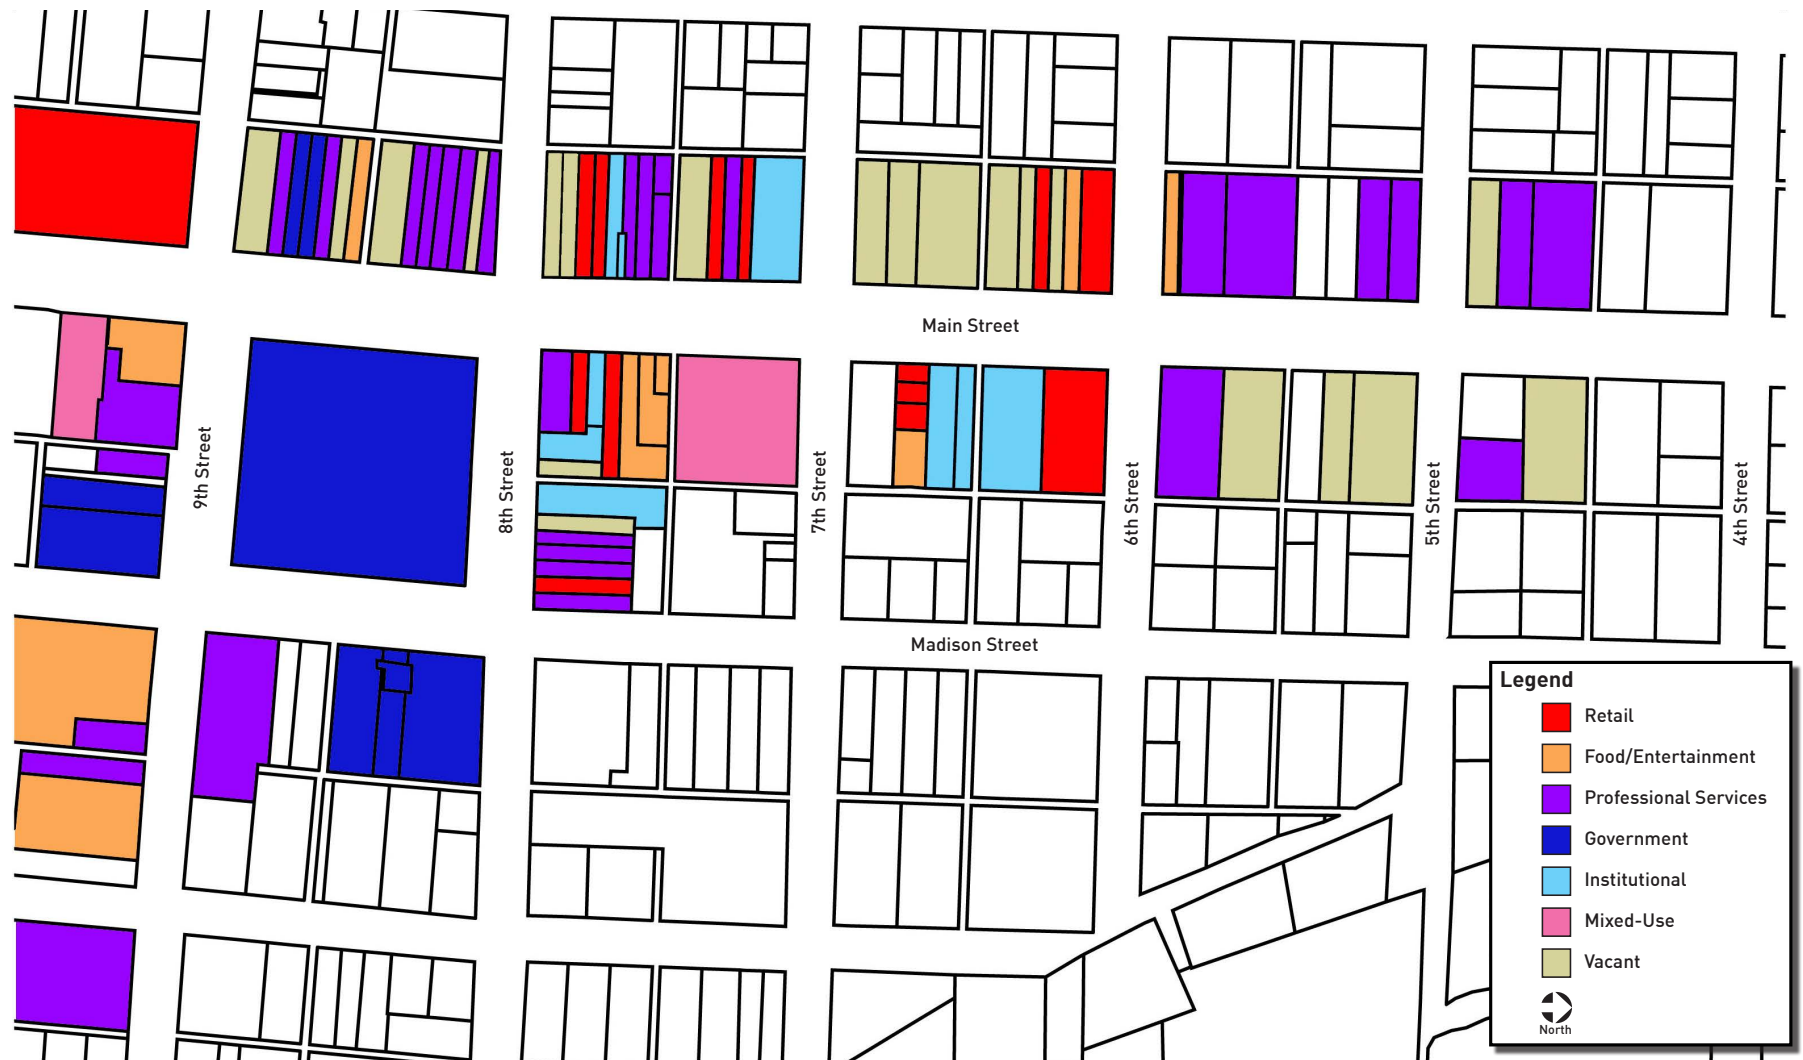 Main Street
9th Street
8th Street
7th Street
6th Street
5th Street
4th Street
Madison Street
Legend
Retail
Food/Entertainment
Professional Services
Government
Institutional
Mixed-Use
Vacant
North